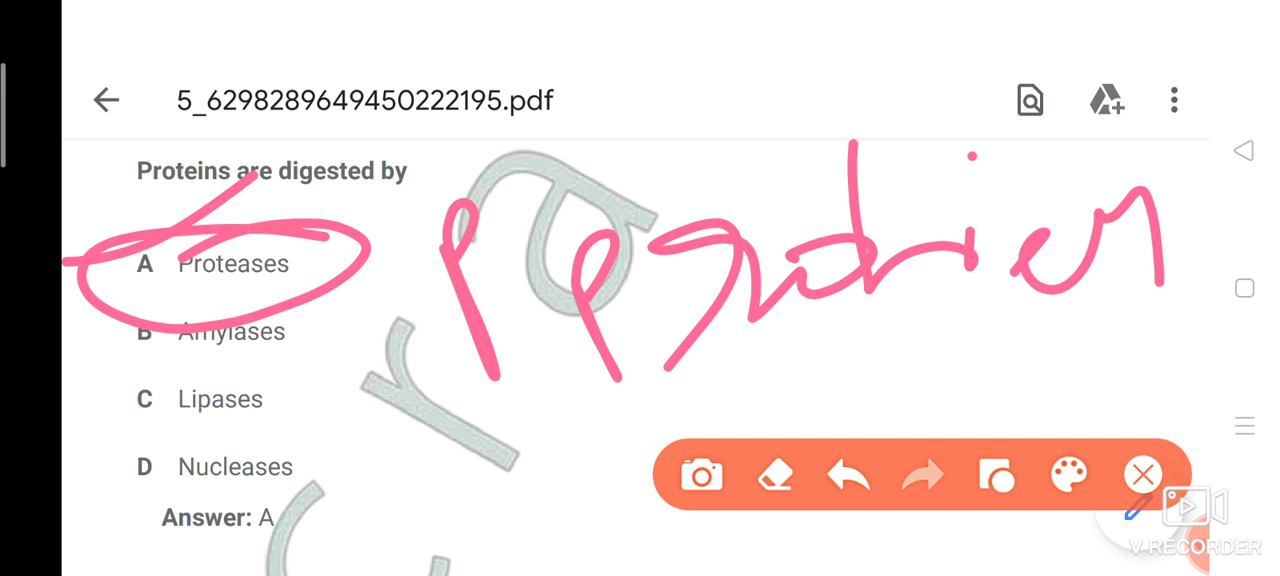 5_6298289649450222195.pdf
Proteins are digested by
A Proteases
B Amylases
C Lipases
D Nucleases
Answer: A
V RECORDER